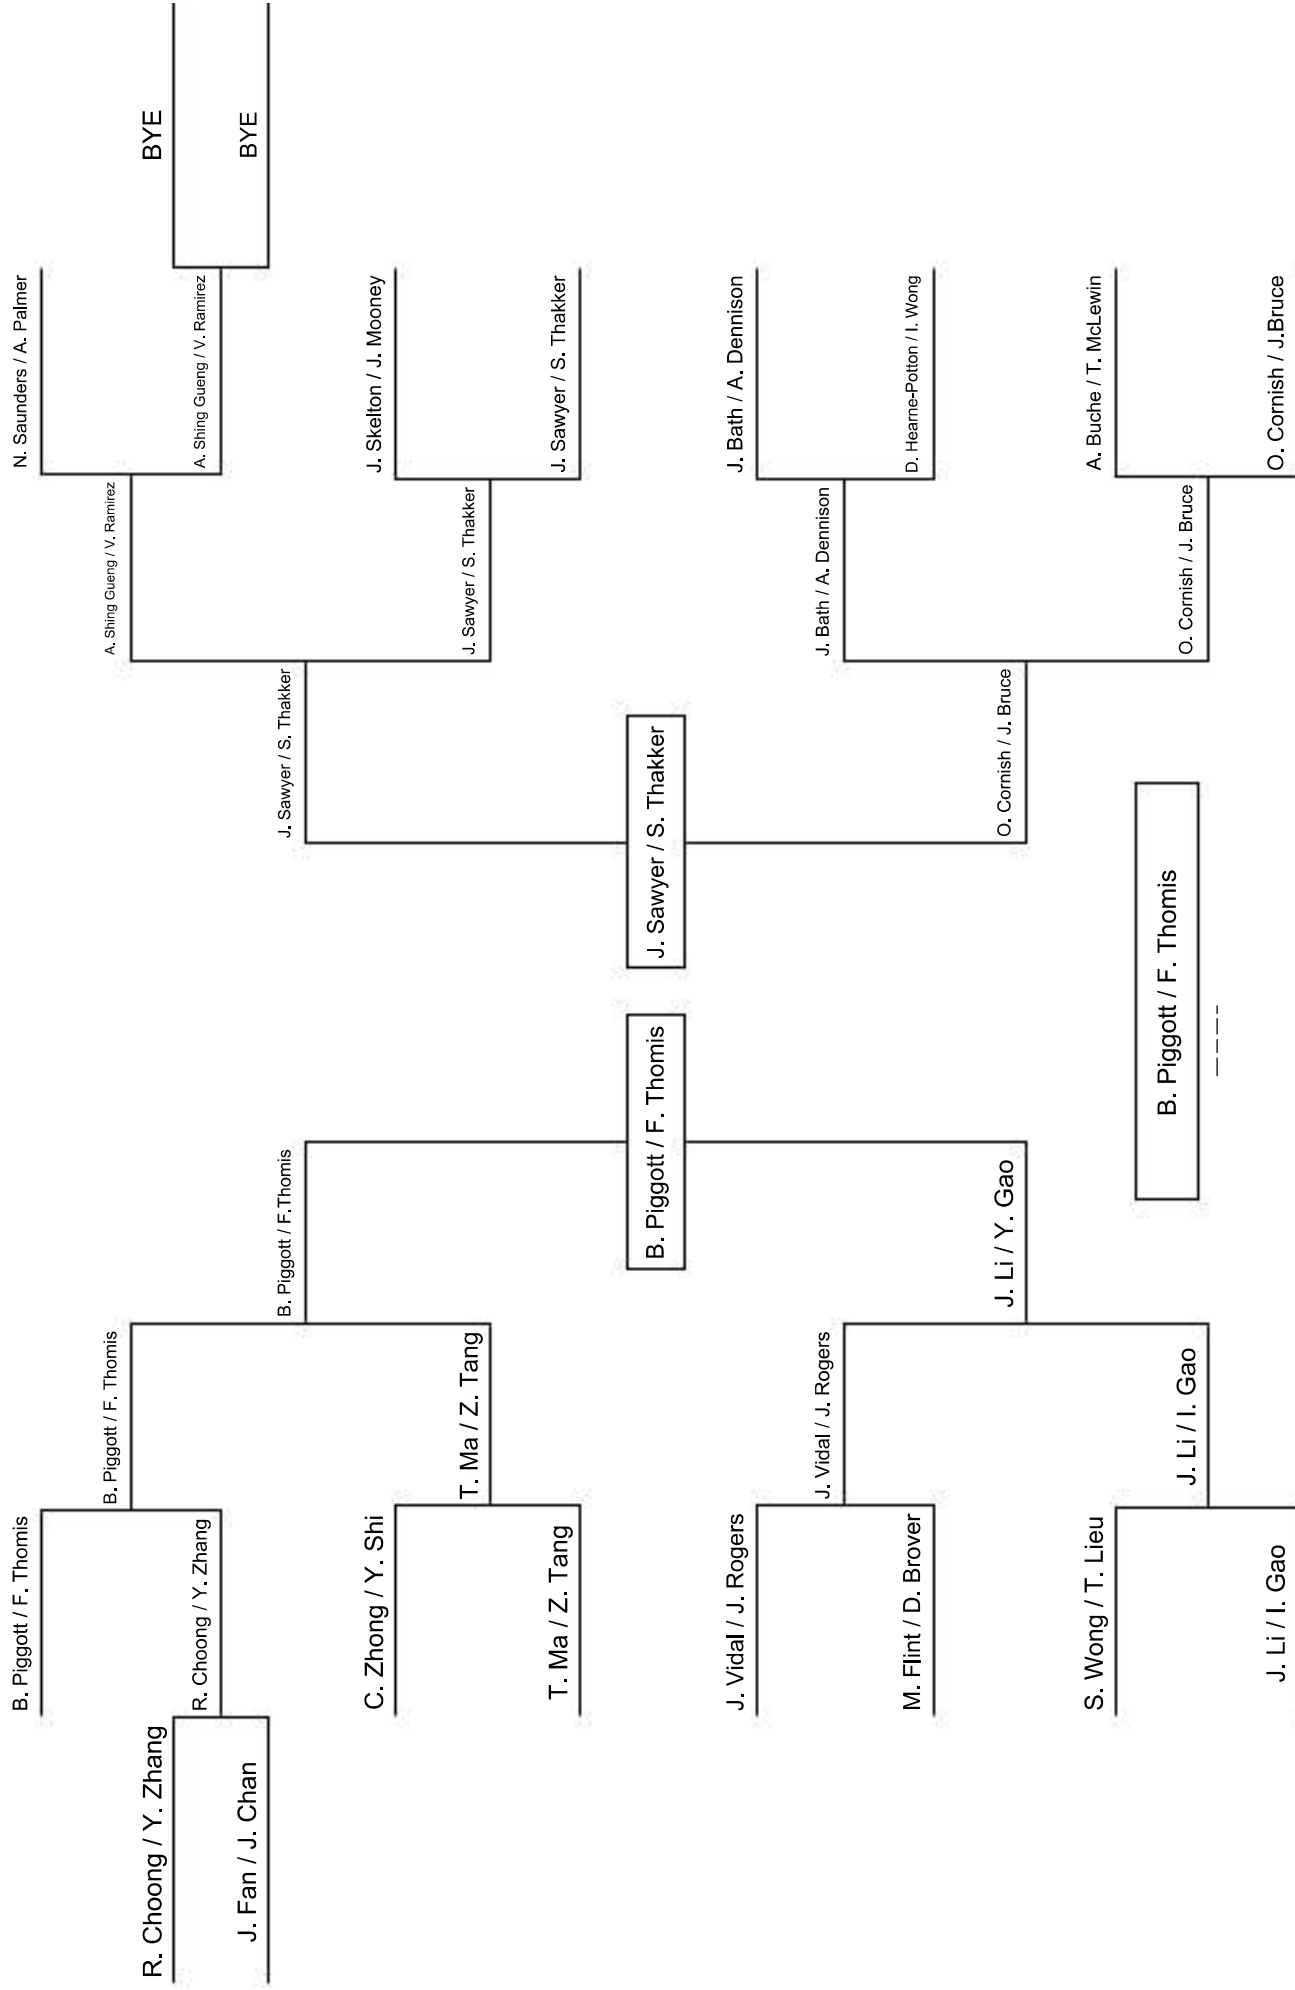 B. Piggott / F. Thomis
N. Saunders / A. Palmer
B. Piggott / F. Thomis
A. Shing Gueng / V. Ramirez
R. Choong / Y. Zhang
BYE
R. Choong / Y. Zhang
A. Shing Gueng / V. Ramirez
J. Fan / J. Chan
BYE
B. Piggott / F.Thomis
J. Sawyer / S. Thakker
C. Zhong / Y. Shi
J. Skelton / J. Mooney
T. Ma / Z. Tang
J. Sawyer / S. Thakker
T. Ma / Z. Tang
J. Sawyer / S. Thakker
B. Piggott / F. Thomis
J. Sawyer / S. Thakker
J. Vidal / J. Rogers
J. Bath / A. Dennison
J. Vidal / J. Rogers
J. Bath / A. Dennison
M. Flint / D. Brover
D. Hearne-Potton / I. Wong
J. Li / Y. Gao
O. Cornish / J. Bruce
S. Wong / T. Lieu
A. Buche / T. McLewin
B. Piggott / F. Thomis
J. Li / I. Gao
O. Cornish / J. Bruce
J. Li / I. Gao
O. Cornish / J.Bruce